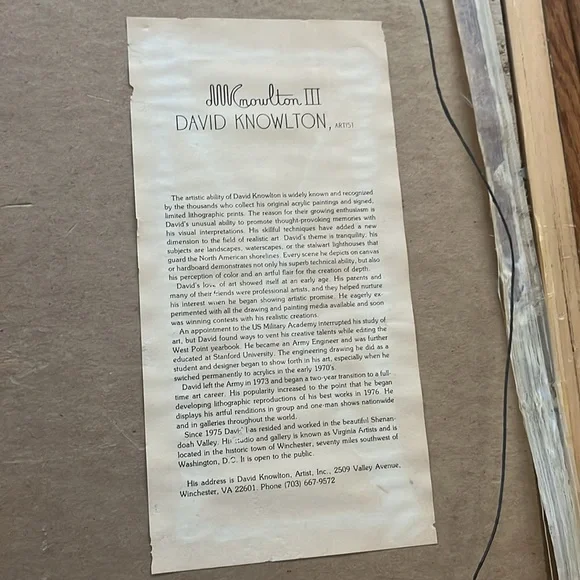 Knowlton III
DAVID KNOWLTON, ARTIST
The artistic ability of David Knowlton is widely known and recognized
by the thousands who collect his original acrylic paintings and signed,
limited lithographic prints. The reason for their growing enthusiasm is
David's unusual ability to promote thought-provoking memories with
his visual interpretations. His skillful techniques have added a new
dimension to the field of realistic art. David's theme is tranquility; his
subjects are landscapes, waterscapes, or the stalwart lighthouses that
guard the North American shorelines. Every scene he depicts on canvas
or hardboard demonstrates not only his superb technical ability, but also
his perception of color and an artful flair for the creation of depth.
David's love of art showed itself at an early age. His parents and
many of their friends were professional artists, and they helped nurture
his interest when he began showing artistic promise. He eagerly ex-
perimented with all the drawing and painting media available and soon
was winning contests with his realistic creations.
An appointment to the US Military Academy interrupted his study of
art, but David found ways to vent his creative talents while editing the
West Point yearbook. He became an Army Engineer and was further
educated at Stanford University. The engineering drawing he did as a
student and designer began to show forth in his art, especially when he
swiched permanently to acrylics in the early 1970's.
David left the Army in 1973 and began a two-year transition to a full-
time art career. His popularity increased to the point that he began
developing lithographic reproductions of his best works in 1976. He
displays his artful renditions in group and one-man shows nationwide
and in galleries throughout the world.
Since 1975 David has resided and worked in the beautiful Shenan-
doah Valley. His studio and gallery is known as Virginia Artists and is
located in the historic town of Winchester, seventy miles southwest of
Washington, D.C. It is open to the public.
His address is David Knowlton, Artist, Inc., 2509 Valley Avenue,
Winchester, VA 22601. Phone (703) 667-9572